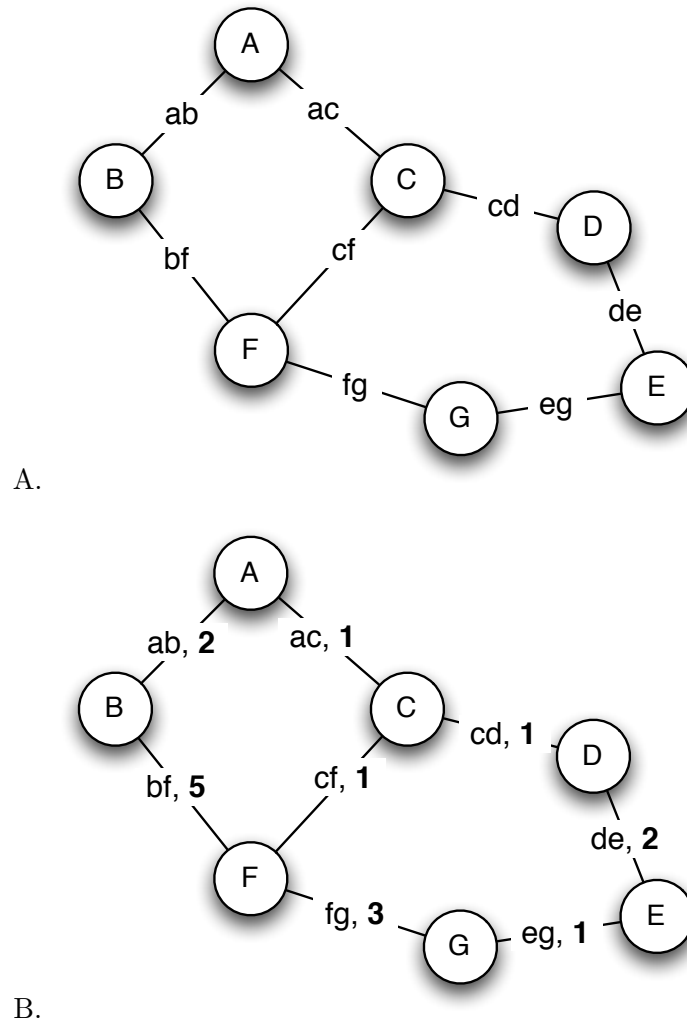 A
ab
ac
B
C
cd
D
bf
cf
de
F
fg
G
eg
E
A.
A
ab, 2
ac, 1
B
C
cd, 1
D
bf, 5
cf, 1
de, 2
F
fg, 3
G
eg, 1
E
B.